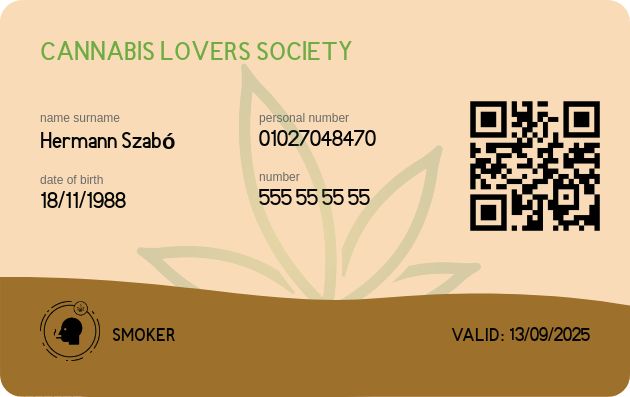 CANNABIS LOVERS SOCIETY
name surname
Hermann Szabó
personal number
01027048470
date of birth
18/11/1988
number
555 55 55 55
SMOKER
VALID: 13/09/2025